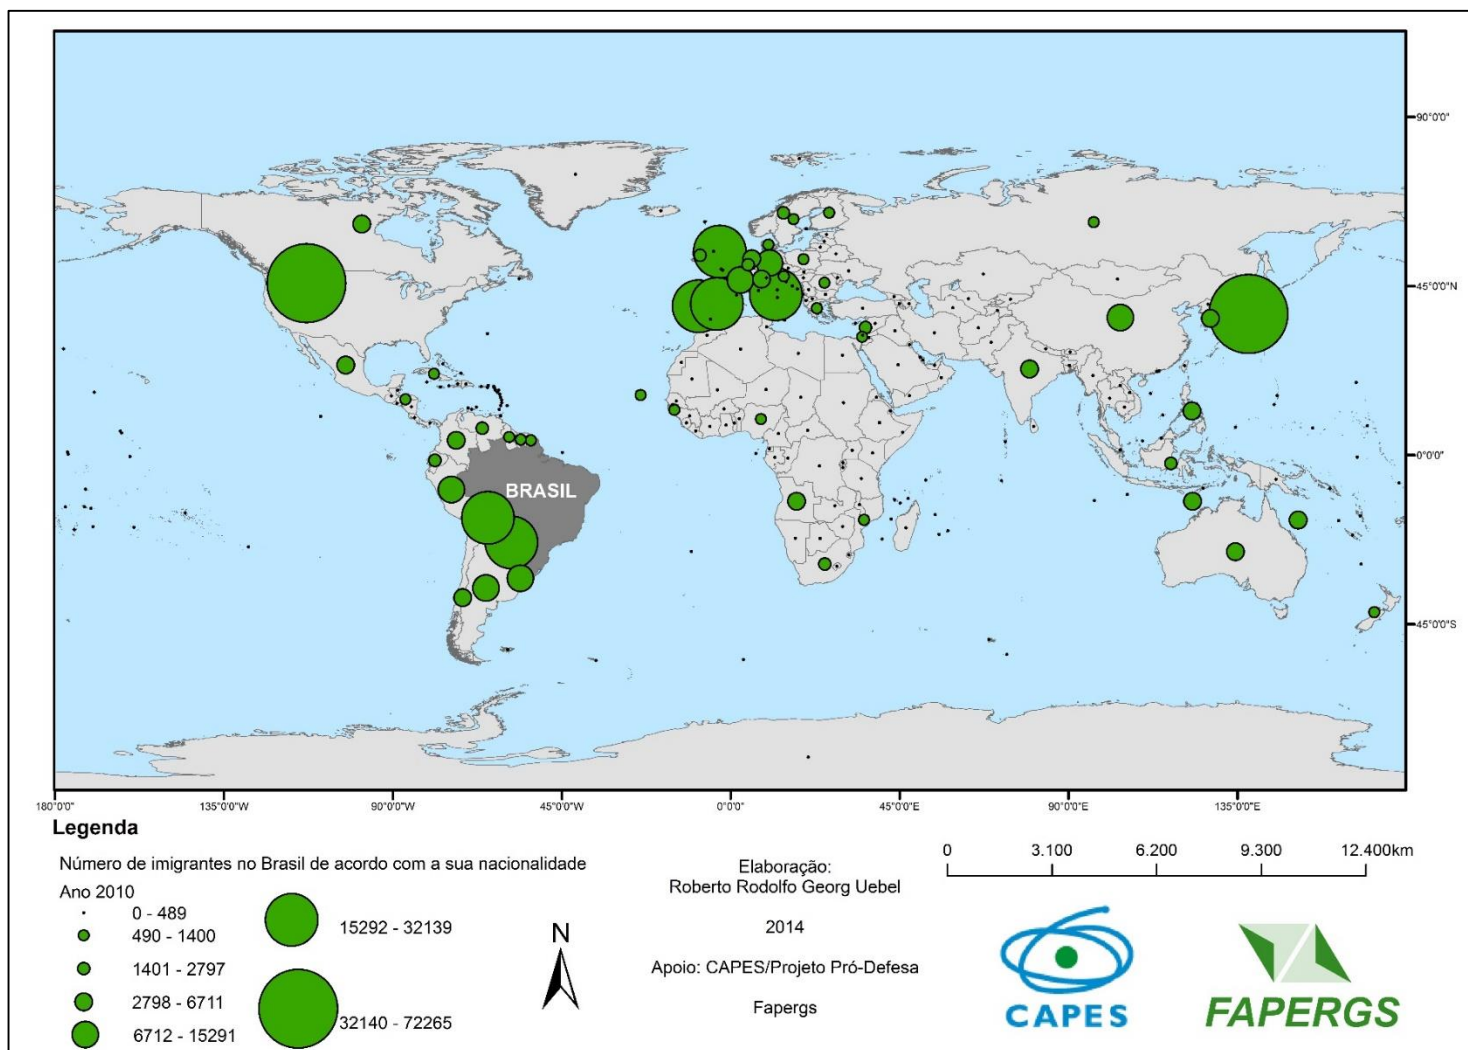 90°0'0"
45°0'0"N
0°0'0"
45°0'0"S
BRASIL
180°0'0"
135°0'0"W
90°0'0"W
45°0'0"W
0°0'0"
45°0'0"E
90°0'0"E
135°0'0"E
Legenda
Número de imigrantes no Brasil de acordo com a sua nacionalidade
Ano 2010
0 - 489
490 - 1400
1401 - 2797
2798 - 6711
6712 - 15291
15292 - 32139
32140 - 72265
N
Elaboração:
Roberto Rodolfo Georg Uebel
2014
Apoio: CAPES/Projeto Pró-Defesa
Fapergs
0 3.100 6.200 9.300 12.400km
CAPES
FAPERGS